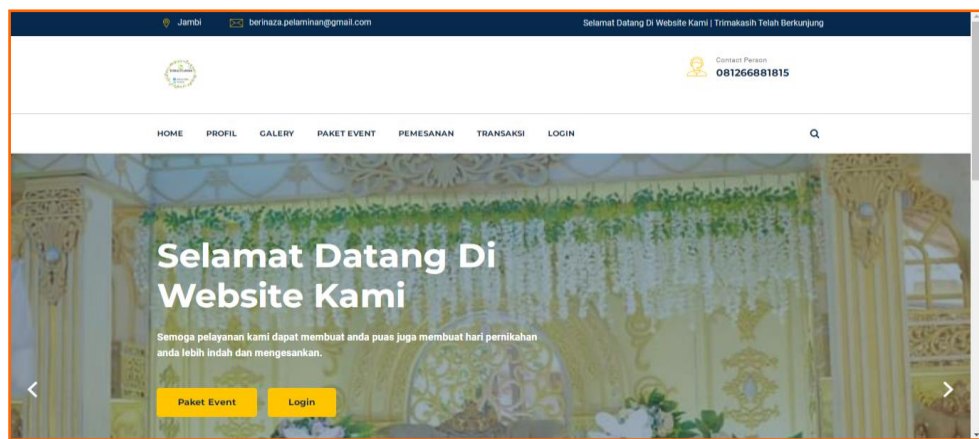 Jambi
berinaza.pelaminan@gmail.com
Selamat Datang Di Website Kami | Trimakasih Telah Berkunjung
Contact Person
081266881815
HOME PROFIL GALERY PAKET EVENT PEMESANAN TRANSAKSI LOGIN
Selamat Datang Di
Website Kami
Semoga pelayanan kami dapat membuat anda puas juga membuat hari pernikahan
anda lebih indah dan mengesankan.
Paket Event
Login